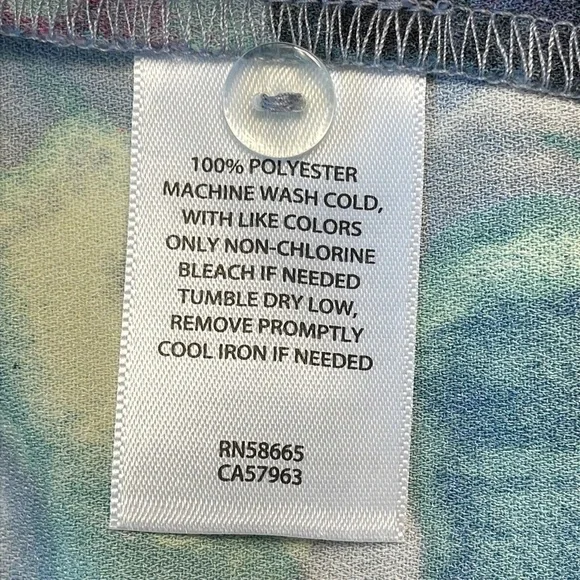 100% POLYESTER
MACHINE WASH COLD,
WITH LIKE COLORS
ONLY NON-CHLORINE
BLEACH IF NEEDED
TUMBLE DRY LOW,
REMOVE PROMPTLY
COOL IRON IF NEEDED
RN58665
CA57963